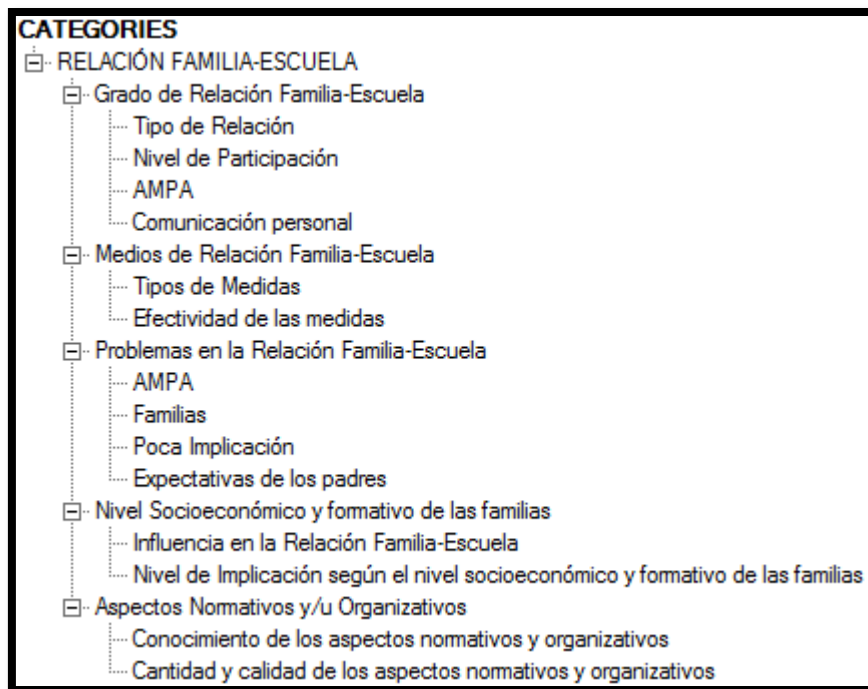 CATEGORIES
RELACIÓN FAMILIA-ESCUELA
Grado de Relación Familia-Escuela
Tipo de Relación
Nivel de Participación
AMPA
Comunicación personal
Medios de Relación Familia-Escuela
Tipos de Medidas
Efectividad de las medidas
Problemas en la Relación Familia-Escuela
AMPA
Familias
Poca Implicación
Expectativas de los padres
Nivel Socioeconómico y formativo de las familias
Influencia en la Relación Familia-Escuela
Nivel de Implicación según el nivel socioeconómico y formativo de las familias
Aspectos Normativos y/u Organizativos
Conocimiento de los aspectos normativos y organizativos
Cantidad y calidad de los aspectos normativos y organizativos